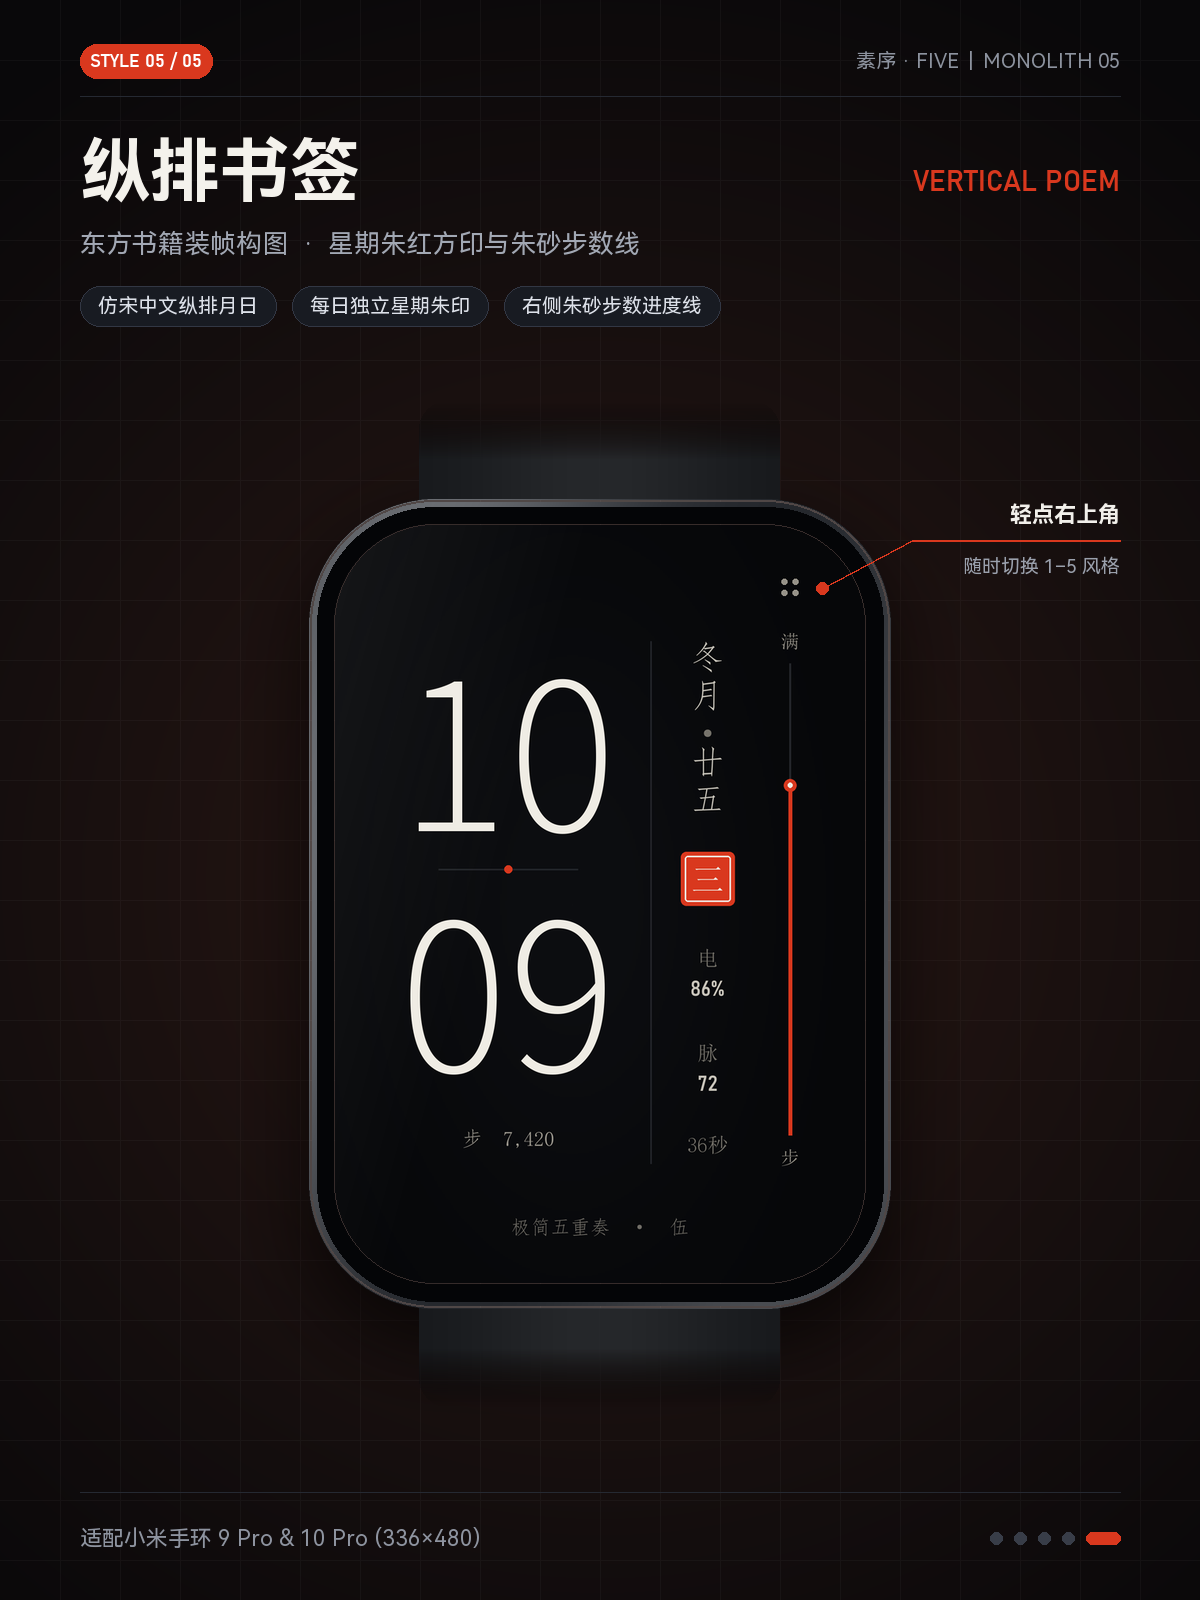 STYLE 05 / 05
素序 · FIVE | MONOLITH 05
纵排书签
VERTICAL POEM
东方书籍装帧构图 · 星期朱红方印与朱砂步数线
仿宋中文纵排月日
每日独立星期朱印
右侧朱砂步数进度线
轻点右上角
随时切换 1–5 风格
10
09
步 7,420
冬月·廿五
三
电
86%
脉
72
36秒
满
步
极简五重奏 · 伍
适配小米手环 9 Pro & 10 Pro (336×480)